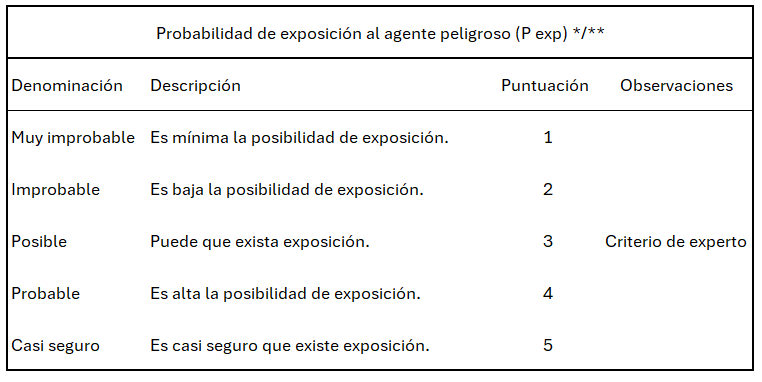 Probabilidad de exposición al agente peligroso (P exp) */**
Denominación Descripción Puntuación Observaciones
Muy improbable Es mínima la posibilidad de exposición. 1
Improbable Es baja la posibilidad de exposición. 2
Posible Puede que exista exposición. 3 Criterio de experto
Probable Es alta la posibilidad de exposición. 4
Casi seguro Es casi seguro que existe exposición. 5